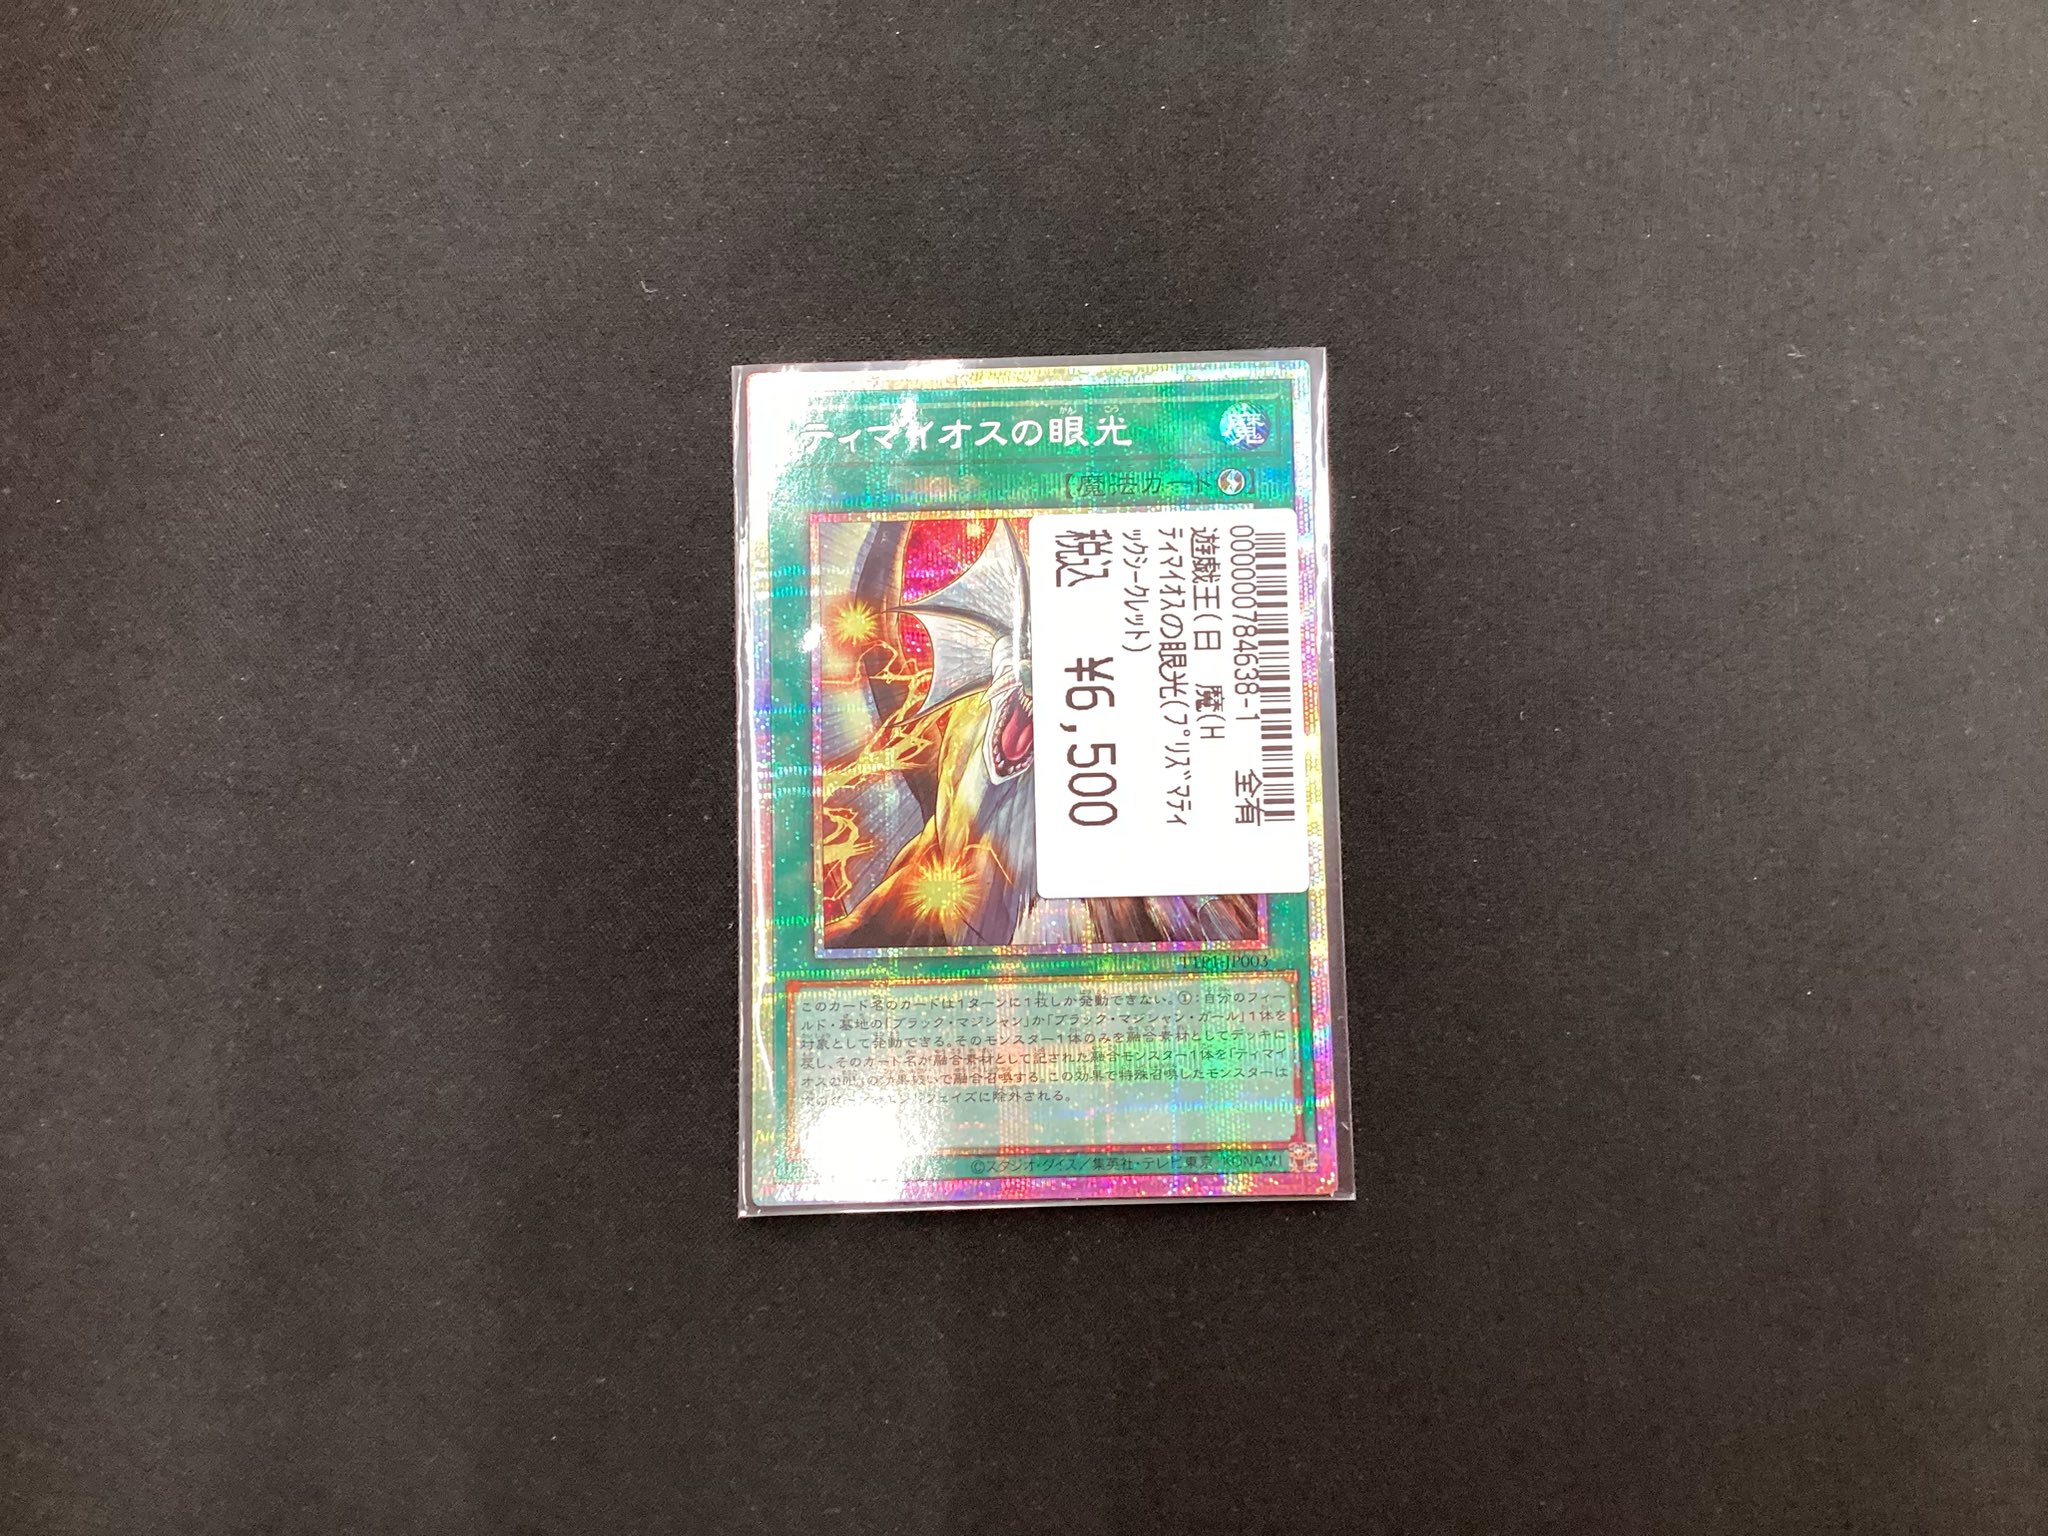 ティマイオスの眼光
がん こう
魔
【魔法カード】
0000000784638-1 全有
遊戯王(日 魔(H
ティマイオスの眼光(プリズマティ
ックシークレット)
税込 ¥6,500
TTP1-JP003
このカード名のカードは1ターンに1枚しか発動できない。①:自分のフィー
ルド・墓地の「ブラック・マジシャン」か「ブラック・マジシャン・ガール」1体を
対象として発動できる。そのモンスター1体のみを融合素材としてデッキに
戻し、そのカード名が融合素材として記された融合モンスター1体を「ティマイ
オスの眼」の効果扱いで融合召喚する。この効果で特殊召喚したモンスターは
エンドフェイズに除外される。
©スタジオ・ダイス/集英社・テレビ東京・KONAMI